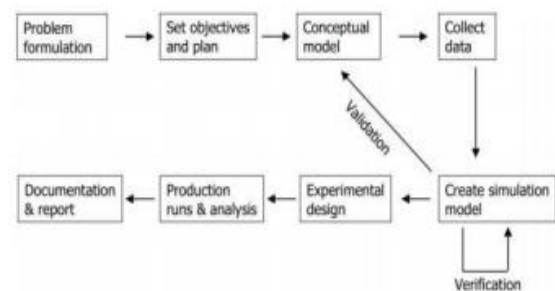 Problem
formulation
Set objectives
and plan
Conceptual
model
Collect
data
Validation
Documentation
& report
Production
runs & analysis
Experimental
design
Create simulation
model
Verification